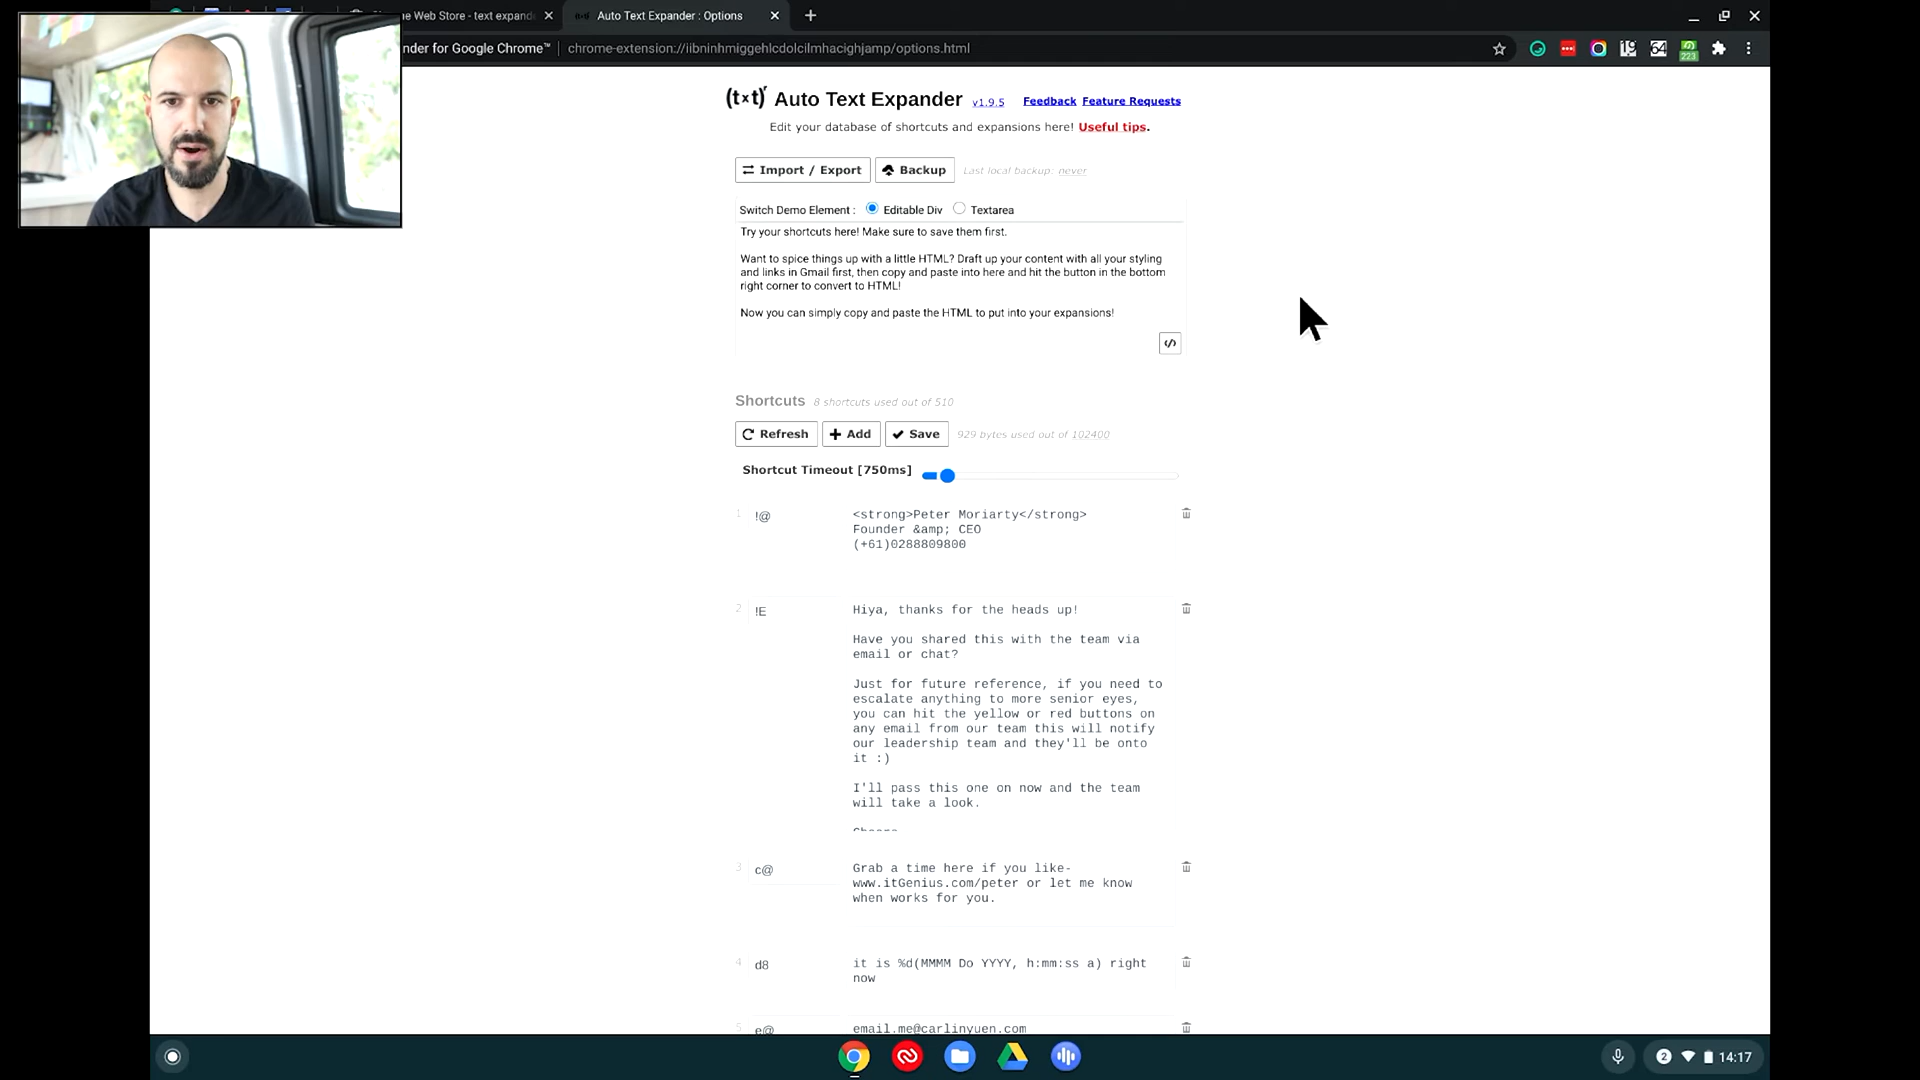 ne Web Store - text expande
Auto Text Expander : Options
nder for Google Chrome™
chrome-extension://iibninhmiggehlcdolcilmhacighjamp/options.html
19
64
223
(txt)' Auto Text Expander v1.9.5 Feedback Feature Requests
Edit your database of shortcuts and expansions here! Useful tips.
Import / Export
Backup
Last local backup: never
Switch Demo Element : Editable Div Textarea
Try your shortcuts here! Make sure to save them first.
Want to spice things up with a little HTML? Draft up your content with all your styling
and links in Gmail first, then copy and paste into here and hit the button in the bottom
right corner to convert to HTML!
Now you can simply copy and paste the HTML to put into your expansions!
</>
Shortcuts 8 shortcuts used out of 510
Refresh
Add
Save
929 bytes used out of 102400
Shortcut Timeout [750ms]
1 !@ <strong>Peter Moriarty</strong>
Founder &amp; CEO
(+61)0288809800
2 !E Hiya, thanks for the heads up!
Have you shared this with the team via
email or chat?
Just for future reference, if you need to
escalate anything to more senior eyes,
you can hit the yellow or red buttons on
any email from our team this will notify
our leadership team and they'll be onto
it :)
I'll pass this one on now and the team
will take a look.
3 c@ Grab a time here if you like-
www.itGenius.com/peter or let me know
when works for you.
4 d8 it is %d(MMMM Do YYYY, h:mm:ss a) right
now
5 e@ email.me@carlinyuen.com
2 14:17